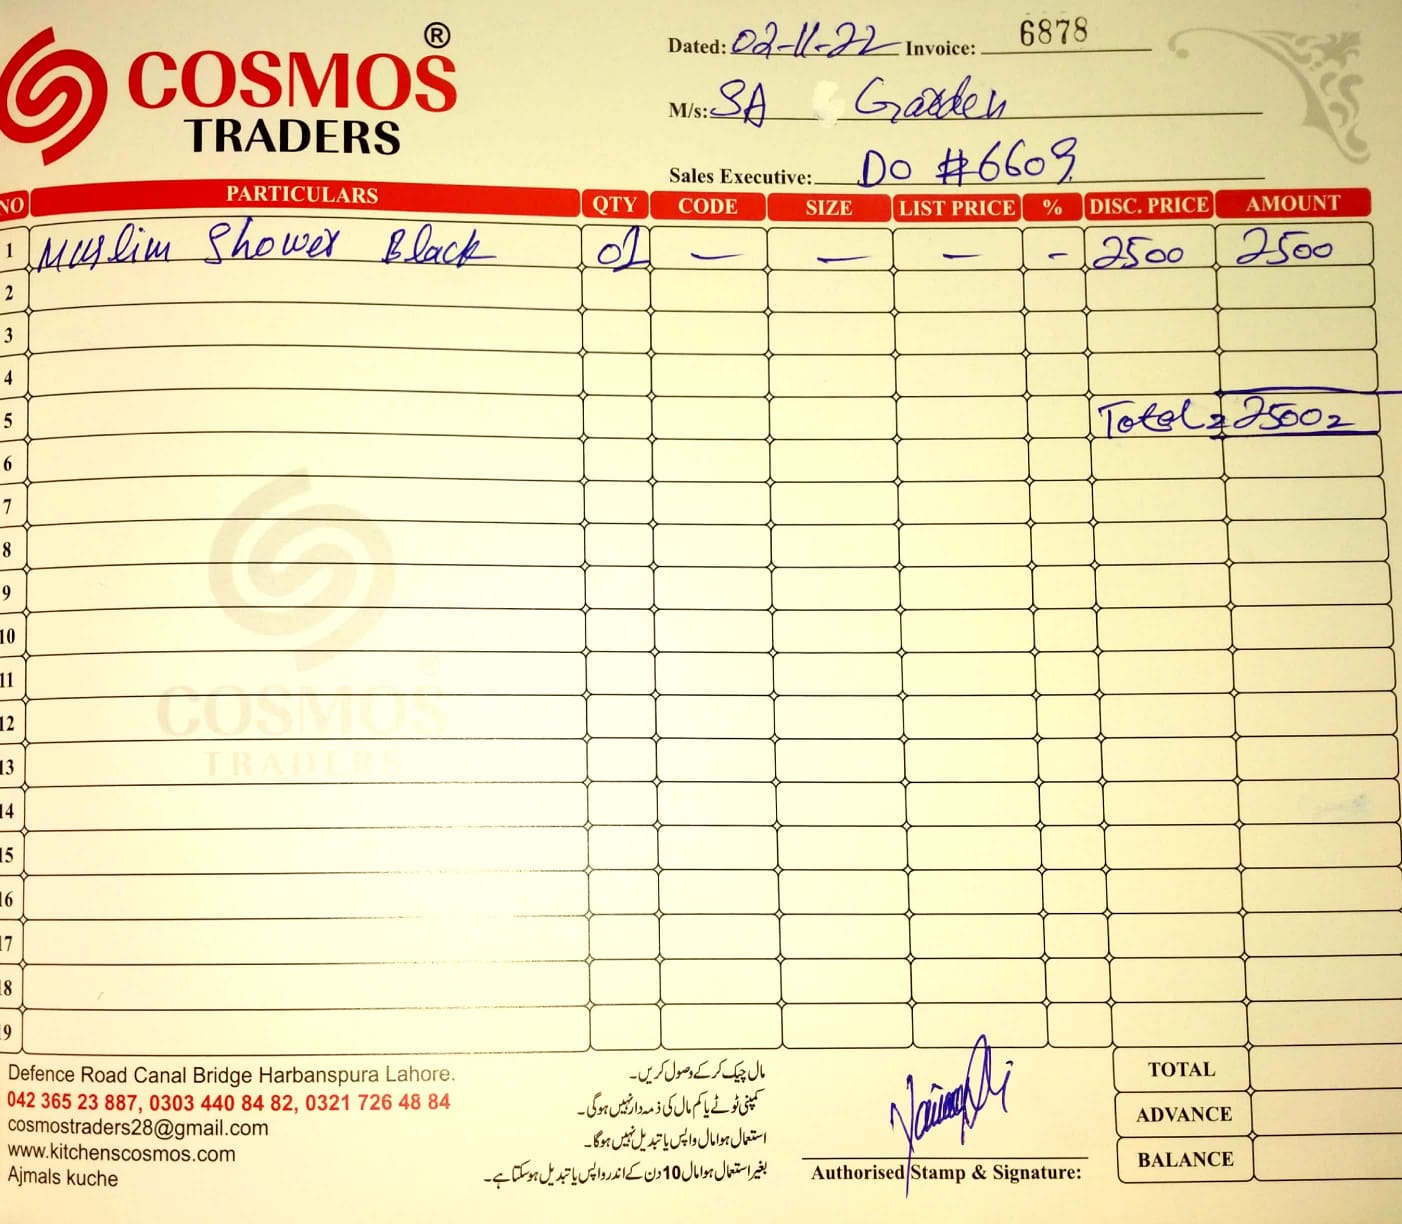 COSMOS ®
TRADERS
Dated: 02-11-22 Invoice: 6878
M/s: SA Garden
Sales Executive: DO #6609
NO PARTICULARS QTY CODE SIZE LIST PRICE % DISC. PRICE AMOUNT
1 Muslim Shower Black 01 — — — - 2500 2500
2
3
4
5 Total = 2500=
6
7
8
9
10
11
12
13
14
15
16
17
18
19
COSMOS
TRADERS
Defence Road Canal Bridge Harbanspura Lahore.
042 365 23 887, 0303 440 84 82, 0321 726 48 84
cosmostraders28@gmail.com
www.kitchenscosmos.com
Ajmals kuche
مال چیک کر کے وصول کریں۔
کمپنی ٹوٹے یا کم مال کی ذمہ دار نہیں ہوگی۔
استعمال ہوا مال واپس یا تبدیل نہیں ہوگا۔
بغیر استعمال ہوا مال 10 دن کے اندر واپس یا تبدیل ہو سکتا ہے۔
Authorised Stamp & Signature:
TOTAL
ADVANCE
BALANCE